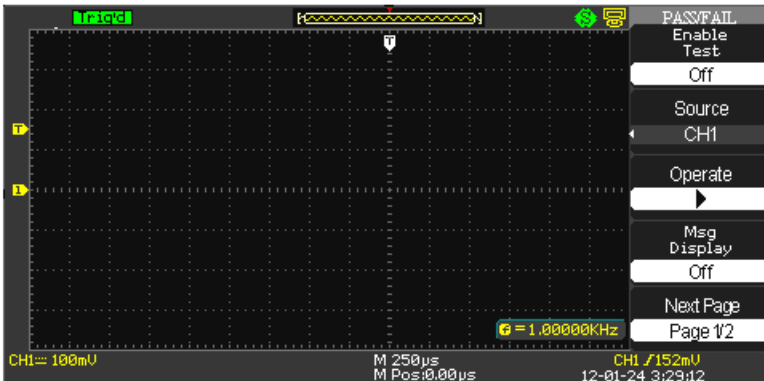 Trig'd
M
S
PASS/FAIL
Enable
Test
Off
T
Source
CH1
T
Operate
1
Msg
Display
Off
Next Page
f = 1.00000KHz
Page 1/2
CH1 100mV
M 250µs
CH1 /152mV
M Pos:0.00µs
12-01-24 3:29:12